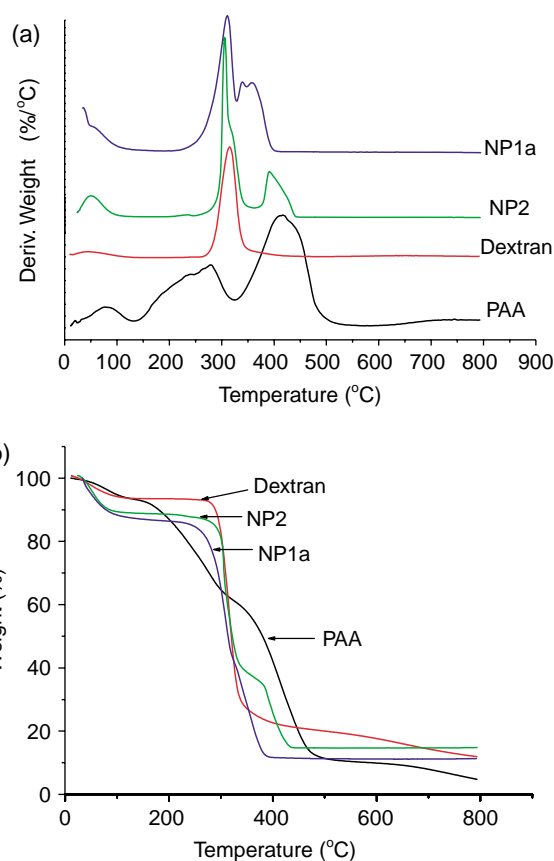 (a)
Deriv. Weight (%/°C)
NP1a
NP2
Dextran
PAA
0 100 200 300 400 500 600 700 800 900
Temperature (°C)
100
80
60
40
20
0
Dextran
NP2
NP1a
PAA
0 200 400 600 800
Temperature (°C)